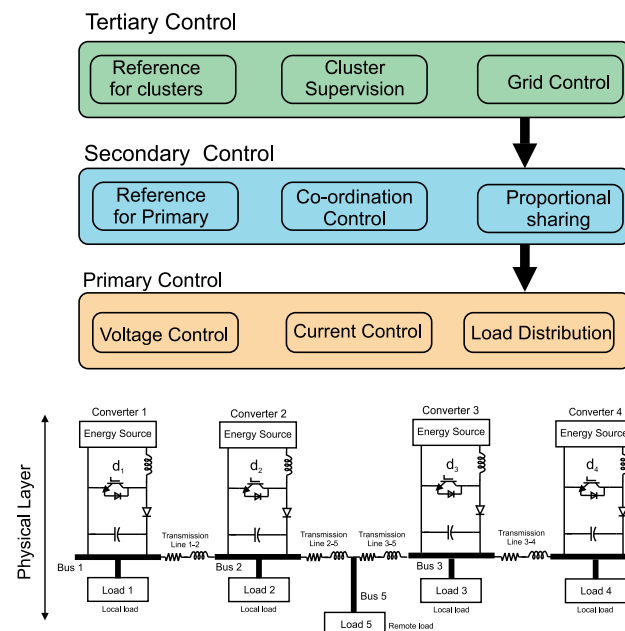 Tertiary Control
Reference
for clusters
Cluster
Supervision
Grid Control
Secondary Control
Reference
for Primary
Co-ordination
Control
Proportional
sharing
Primary Control
Voltage Control
Current Control
Load Distribution
Physical Layer
Converter 1
Converter 2
Converter 3
Converter 4
Energy Source
Energy Source
Energy Source
Energy Source
d1
d2
d3
d4
Transmission
Line 1-2
Transmission
Line 2-5
Transmission
Line 3-5
Transmission
Line 3-4
Bus 1
Bus 2
Bus 3
Bus 4
Load 1
Local load
Load 2
Local load
Bus 5
Load 3
Local load
Load 4
Local load
Load 5
Remote load